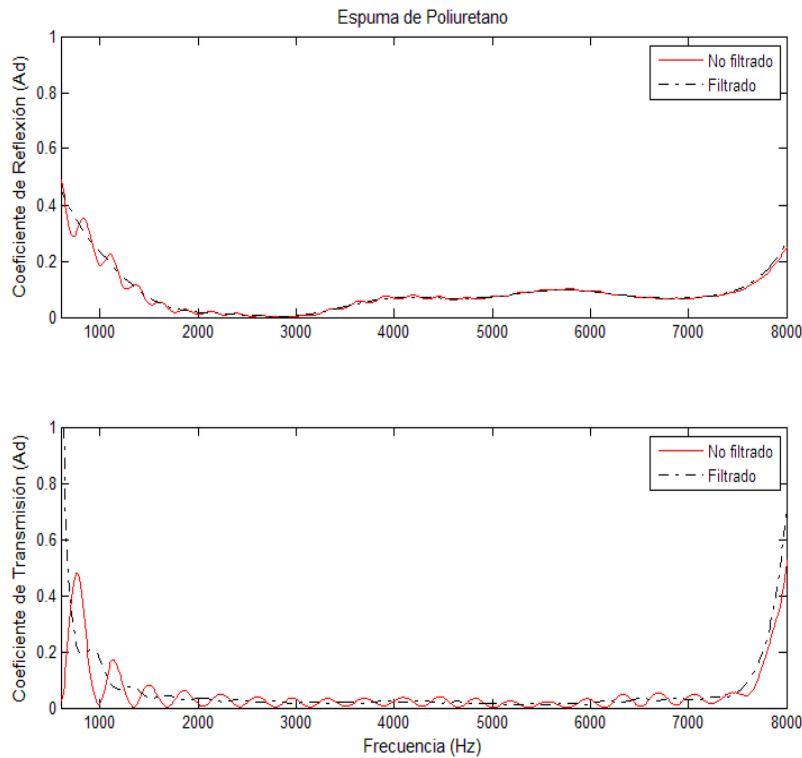 Espuma de Poliuretano
Coeficiente de Reflexión (Ad)
1
0.8
0.6
0.4
0.2
0
No filtrado
Filtrado
1000 2000 3000 4000 5000 6000 7000 8000
Coeficiente de Transmisión (Ad)
1
0.8
0.6
0.4
0.2
0
No filtrado
Filtrado
1000 2000 3000 4000 5000 6000 7000 8000
Frecuencia (Hz)